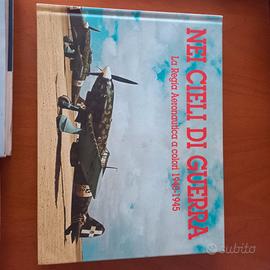 NEI CIELI DI GUERRA
La Regia Aeronautica a colori 1940-1945
subito